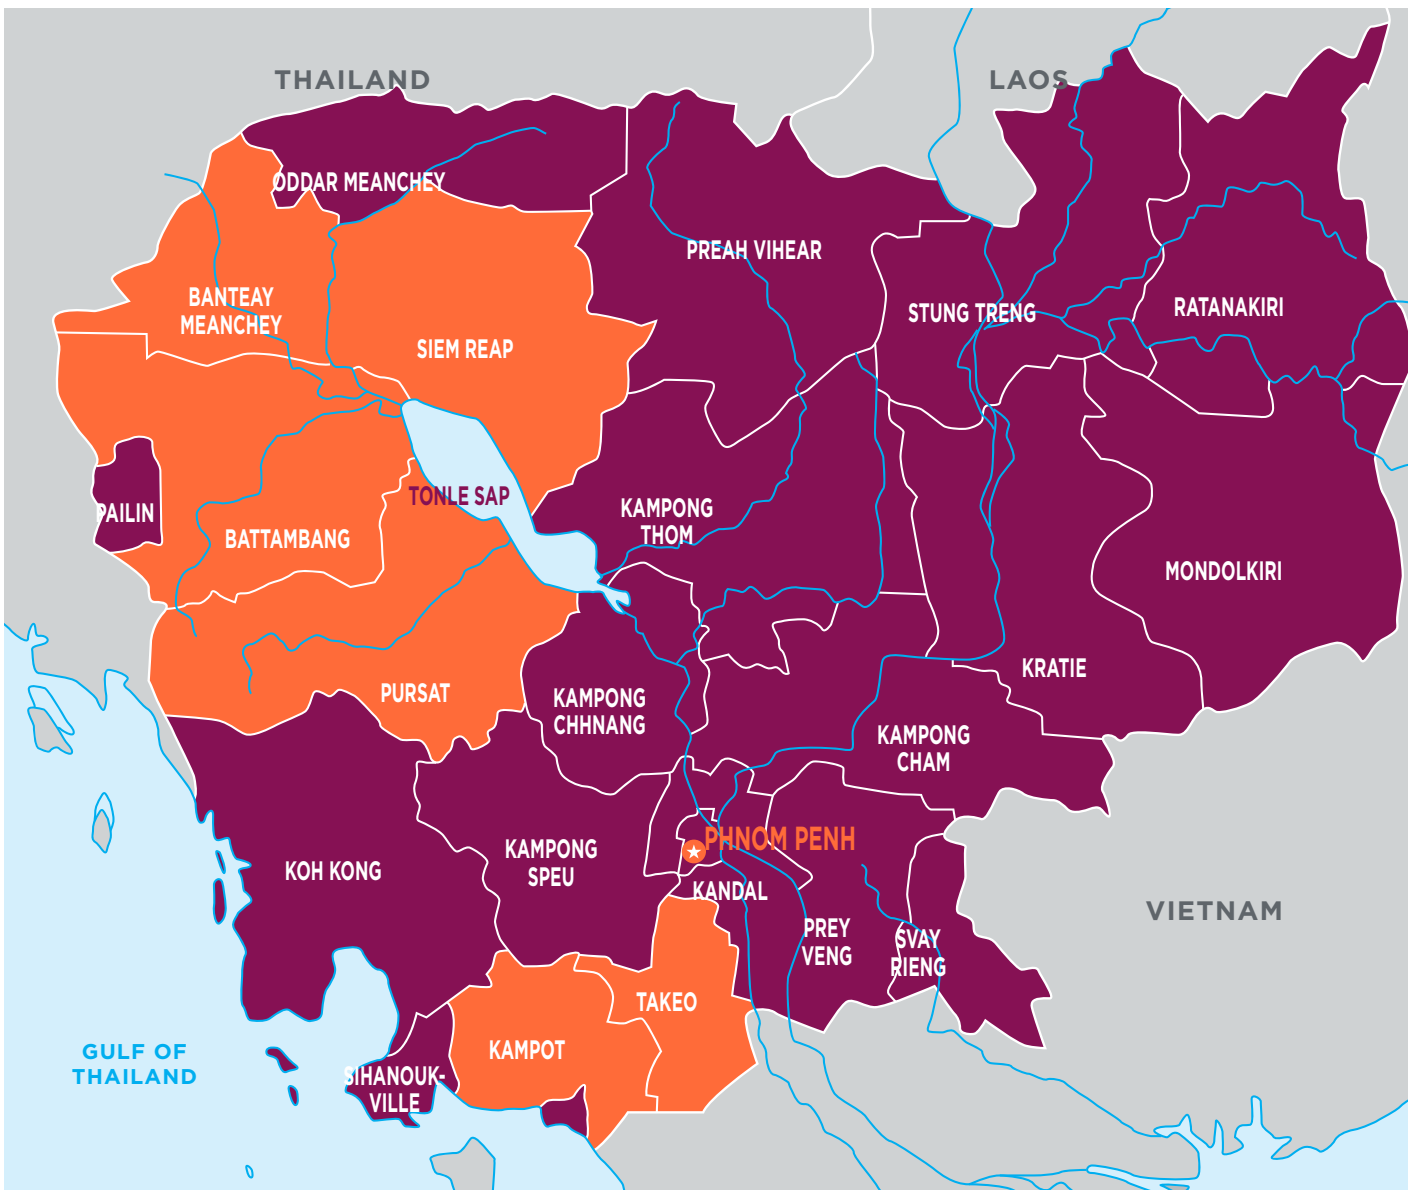 THAILAND
LAOS
ODDAR MEANCHEY
PREAH VIHEAR
BANTEAY
MEANCHEY
STUNG TRENG
RATANAKIRI
SIEM REAP
TONLE SAP
PAILIN
KAMPONG
THOM
BATTAMBANG
MONDOLKIRI
KRATIE
PURSAT
KAMPONG
CHHNANG
KAMPONG
CHAM
PHNOM PENH
KAMPONG
SPEU
KOH KONG
KANDAL
VIETNAM
PREY
VENG
SVAY
RIENG
TAKEO
KAMPOT
GULF OF
THAILAND
SIHANOUK-
VILLE